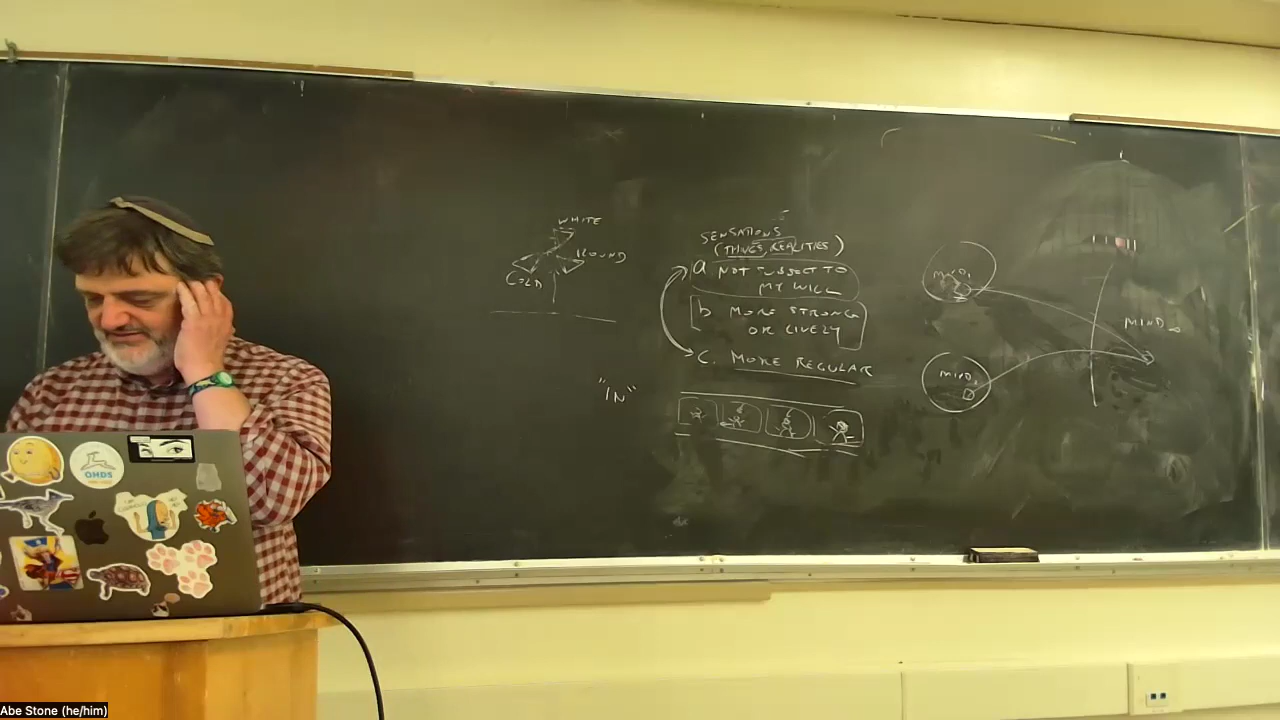 WHITE
ROUND
COLD
"IN"
SENSATIONS
(THINGS, REALITIES)
a NOT SUBJECT TO
MY WILL
b MORE STRONG
OR LIVELY
c. MORE REGULAR
MIND
MIND
MIND
OHDS
Abe Stone (he/him)